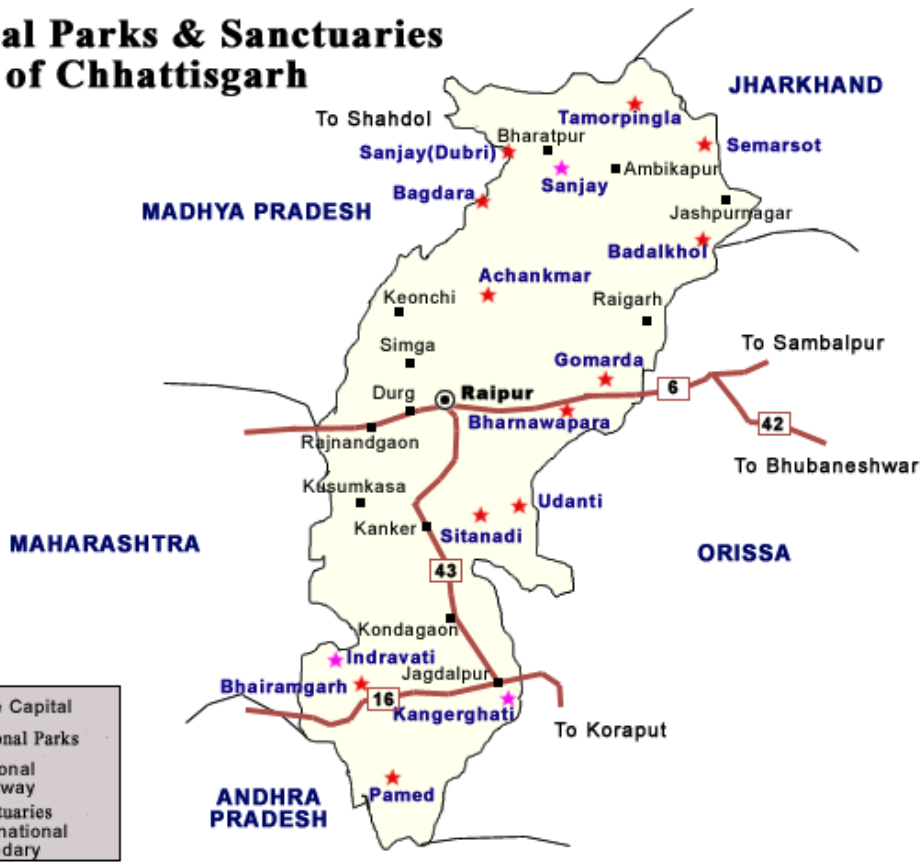 al Parks & Sanctuaries
of Chhattisgarh
JHARKHAND
To Shahdol
Tamorpingla
Bharatpur
Semarsot
Sanjay(Dubri)
Ambikapur
Sanjay
Bagdara
MADHYA PRADESH
Jashpurnagar
Badalkhol
Achankmar
Keonchi
Raigarh
Simga
To Sambalpur
Gomarda
6
Durg
Raipur
Bharnawapara
42
Rajnandgaon
To Bhubaneshwar
Kusumkasa
Udanti
Kanker
Sitanadi
MAHARASHTRA
ORISSA
43
Kondagaon
Indravati
Jagdalpur
Bhairamgarh
16
Kangerghati
To Koraput
Pamed
ANDHRA
PRADESH
e Capital
onal Parks
onal
way
tuaries
national
dary